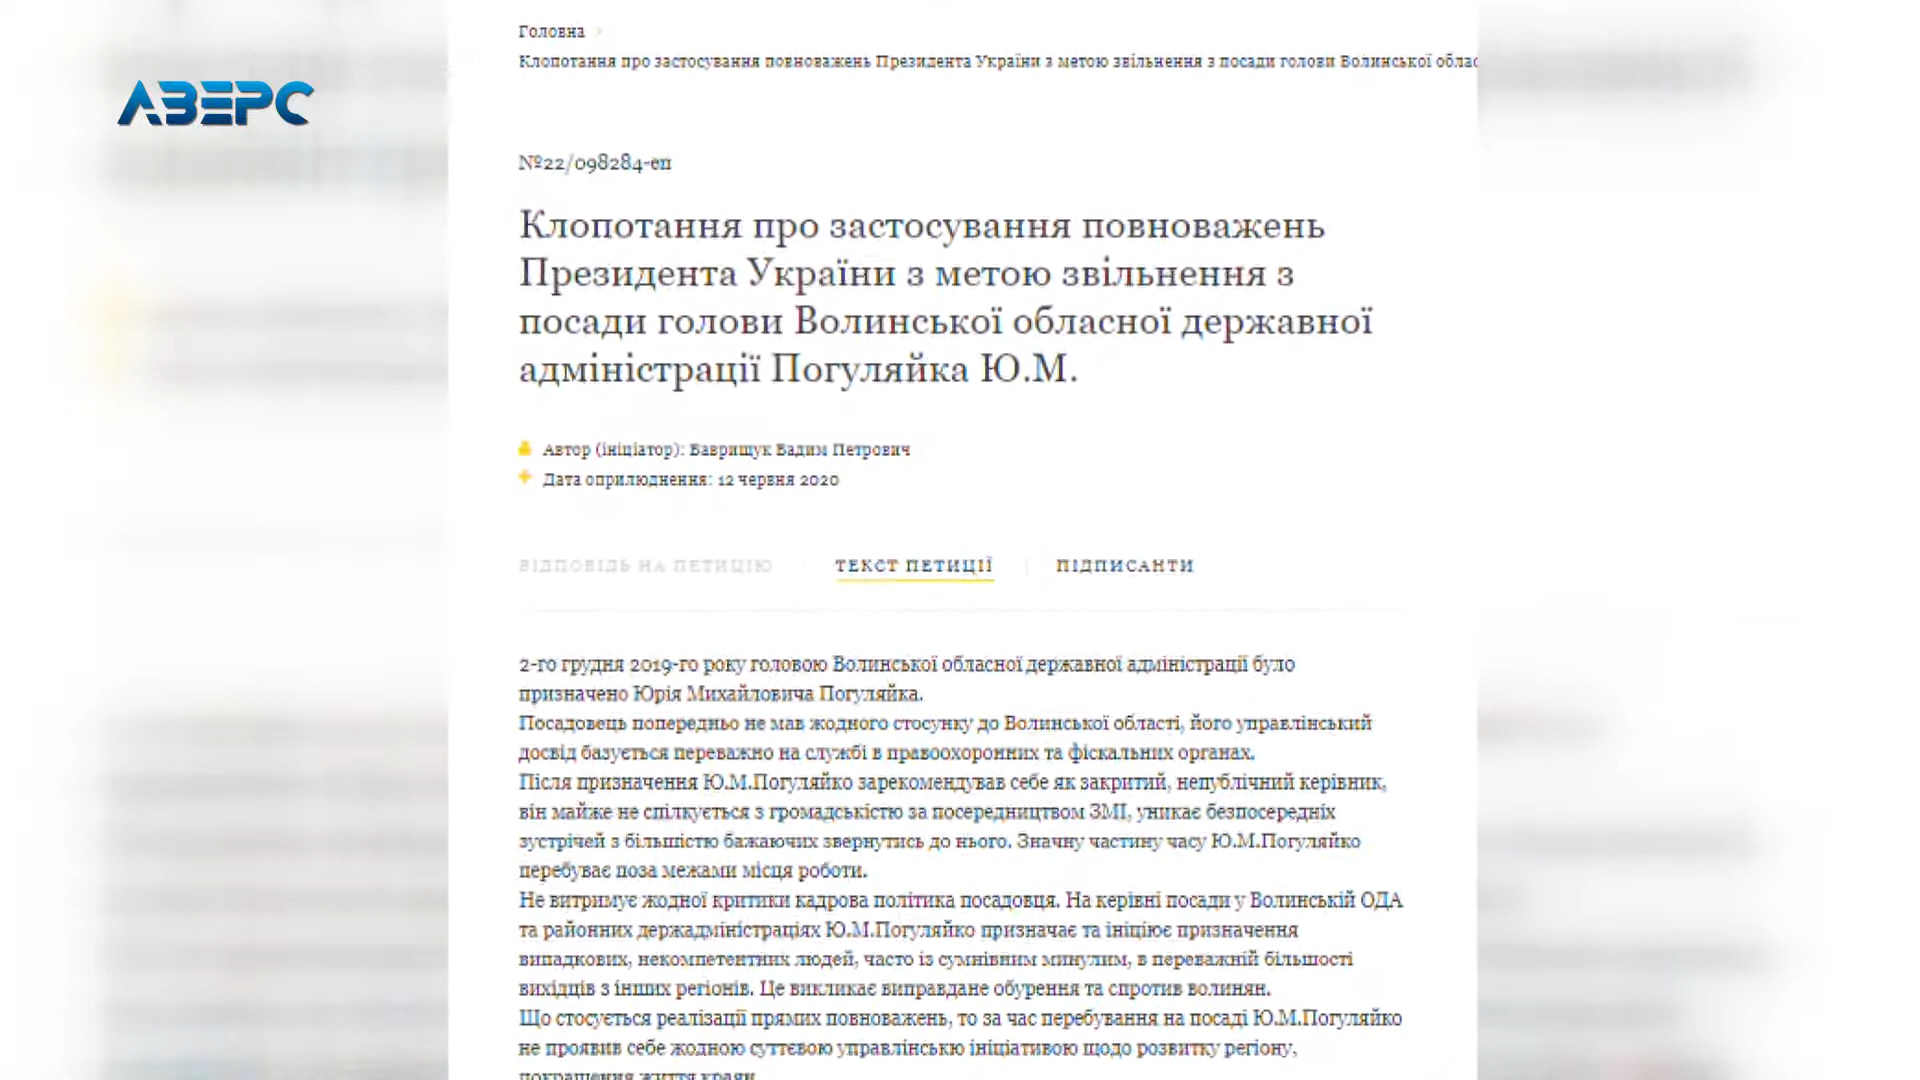 Головна
Клопотання про застосування повноважень Президента України з метою звільнення з посади голови Волинської облас
АВЕРС
№22/098284-еп
Клопотання про застосування повноважень
Президента України з метою звільнення з
посади голови Волинської обласної державної
адміністрації Погуляйка Ю.М.
Автор (ініціатор): Вавришук Вадим Петрович
Дата оприлюднення: 12 червня 2020
ВІДПОВІДЬ НА ПЕТИЦІЮ
ТЕКСТ ПЕТИЦІЇ
ПІДПИСАНТИ
2-го грудня 2019-го року головою Волинської обласної державної адміністрації було
призначено Юрія Михайловича Погуляйка.
Посадовець попередньо не мав жодного стосунку до Волинської області, його управлінський
досвід базується переважно на службі в правоохоронних та фіскальних органах.
Після призначення Ю.М.Погуляйко зарекомендував себе як закритий, непублічний керівник,
він майже не спілкується з громадськістю за посередництвом ЗМІ, уникає безпосередніх
зустрічей з більшістю бажаючих звернутись до нього. Значну частину часу Ю.М.Погуляйко
перебуває поза межами місця роботи.
Не витримує жодної критики кадрова політика посадовця. На керівні посади у Волинській ОДА
та районних держадміністраціях Ю.М.Погуляйко призначає та ініціює призначення
випадкових, некомпетентних людей, часто із сумнівним минулим, в переважній більшості
вихідців з інших регіонів. Це викликає виправдане обурення та спротив волинян.
Що стосується реалізації прямих повноважень, то за час перебування на посаді Ю.М.Погуляйко
не проявив себе жодною суттєвою управлінською ініціативою щодо розвитку регіону,
покращення життя краян.